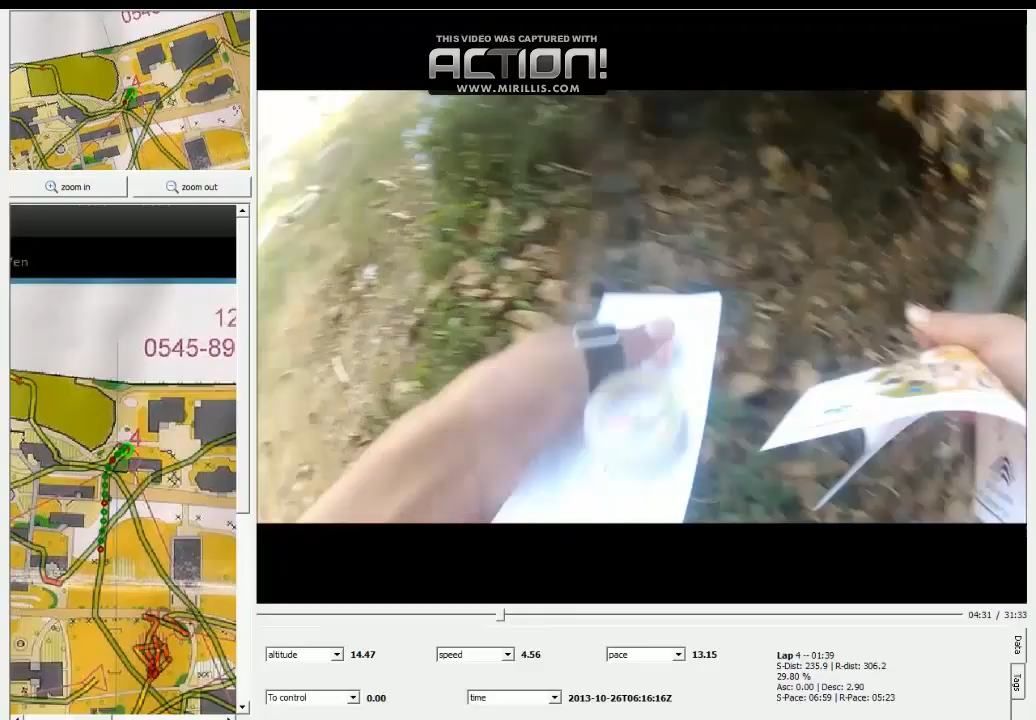 0545
4
zoom in
zoom out
'en
12
0545-89
4
THIS VIDEO WAS CAPTURED WITH
ACTION!
WWW.MIRILLIS.COM
04:31 / 31:33
altitude 14.47
speed 4.56
pace 13.15
To control 0.00
time 2013-10-26T06:16:16Z
Lap 4 -- 01:39
S-Dist: 235.9 | R-dist: 306.2
29.80 %
Asc: 0.00 | Desc: 2.90
S-Pace: 06:59 | R-Pace: 05:23
Data
Tags